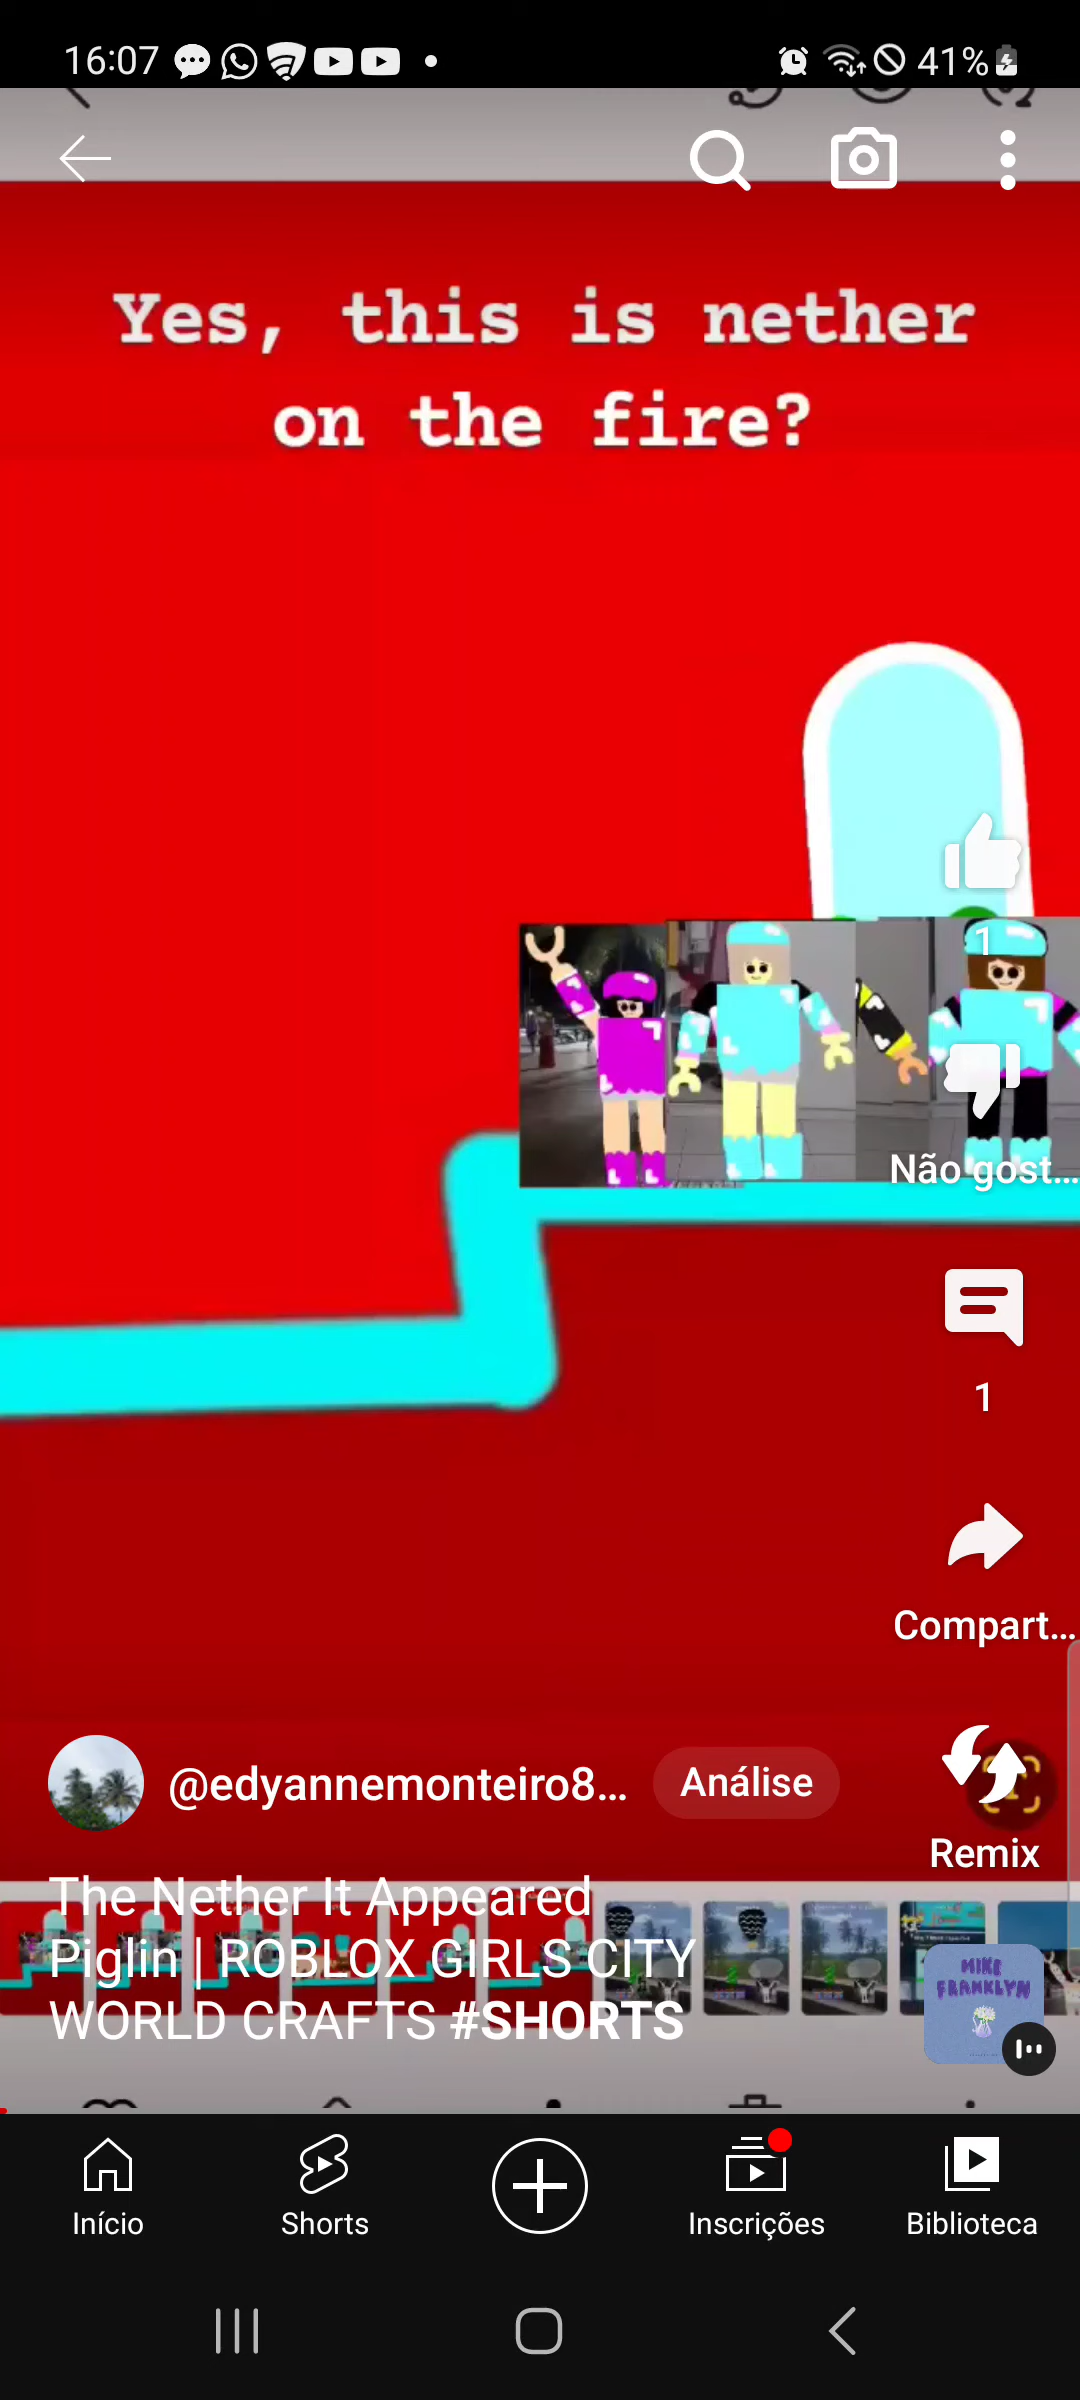 16:07
41%
Yes, this is nether
on the fire?
1
Não gost...
1
Compart...
@edyannemonteiro8...
Análise
Remix
The Nether It Appeared
Piglin | ROBLOX GIRLS CITY
WORLD CRAFTS #SHORTS
MIKE
FRANKLYN
Início
Shorts
Inscrições
Biblioteca